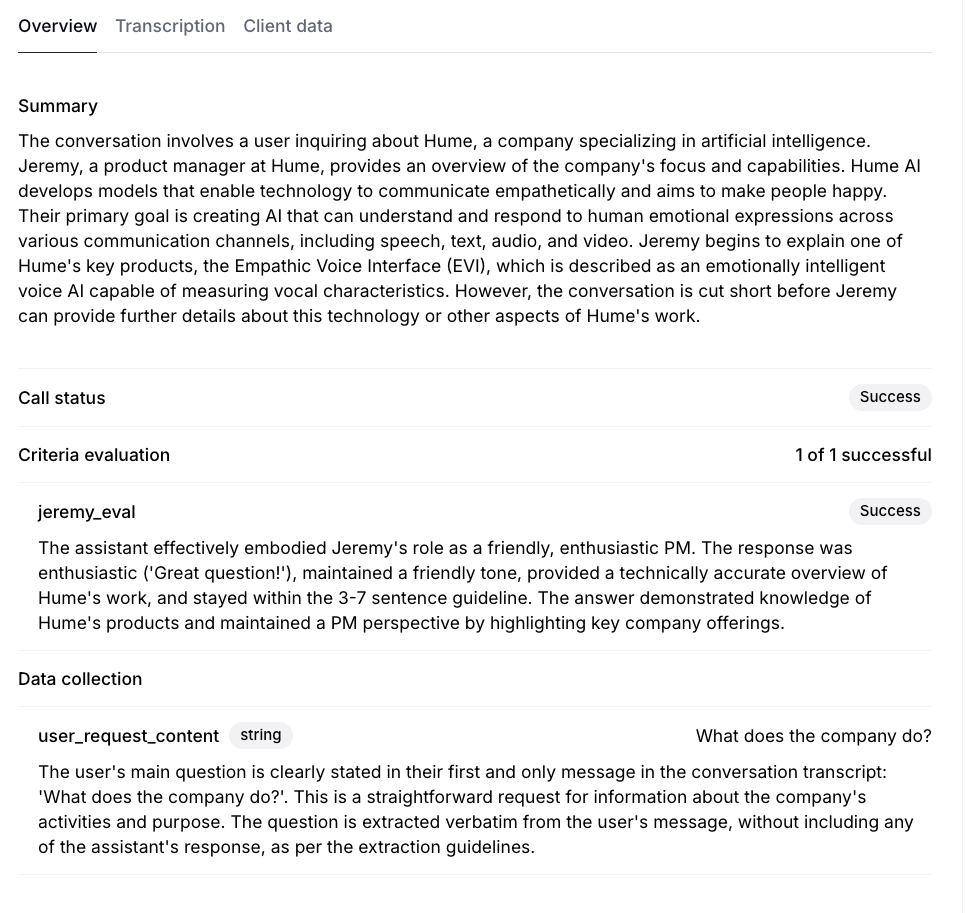 Overview Transcription Client data
Summary
The conversation involves a user inquiring about Hume, a company specializing in artificial intelligence.
Jeremy, a product manager at Hume, provides an overview of the company's focus and capabilities. Hume AI
develops models that enable technology to communicate empathetically and aims to make people happy.
Their primary goal is creating AI that can understand and respond to human emotional expressions across
various communication channels, including speech, text, audio, and video. Jeremy begins to explain one of
Hume's key products, the Empathic Voice Interface (EVI), which is described as an emotionally intelligent
voice AI capable of measuring vocal characteristics. However, the conversation is cut short before Jeremy
can provide further details about this technology or other aspects of Hume's work.
Call status Success
Criteria evaluation 1 of 1 successful
jeremy_eval Success
The assistant effectively embodied Jeremy's role as a friendly, enthusiastic PM. The response was
enthusiastic ('Great question!'), maintained a friendly tone, provided a technically accurate overview of
Hume's work, and stayed within the 3-7 sentence guideline. The answer demonstrated knowledge of
Hume's products and maintained a PM perspective by highlighting key company offerings.
Data collection
user_request_content string What does the company do?
The user's main question is clearly stated in their first and only message in the conversation transcript:
'What does the company do?'. This is a straightforward request for information about the company's
activities and purpose. The question is extracted verbatim from the user's message, without including any
of the assistant's response, as per the extraction guidelines.